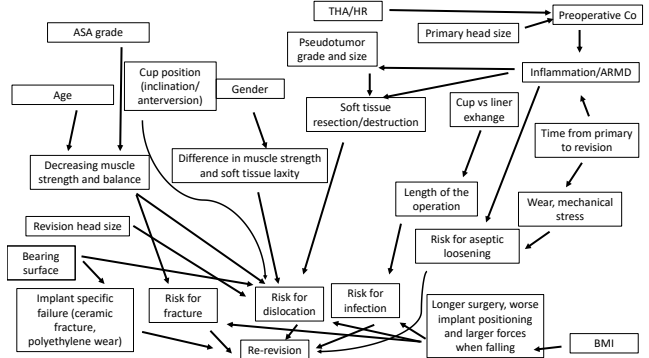 THA/HR
Preoperative Co
ASA grade
Primary head size
Pseudotumor
grade and size
Cup position
(inclination/
anterversion)
Gender
Inflammation/ARMD
Age
Soft tissue
resection/destruction
Cup vs liner
exhange
Time from primary
to revision
Decreasing muscle
strength and balance
Difference in muscle strength
and soft tissue laxity
Length of the
operation
Wear, mechanical
stress
Revision head size
Risk for aseptic
loosening
Bearing
surface
Implant specific
failure (ceramic
fracture,
polyethylene wear)
Risk for
fracture
Risk for
dislocation
Risk for
infection
Longer surgery, worse
implant positioning
and larger forces
when falling
BMI
Re-revision